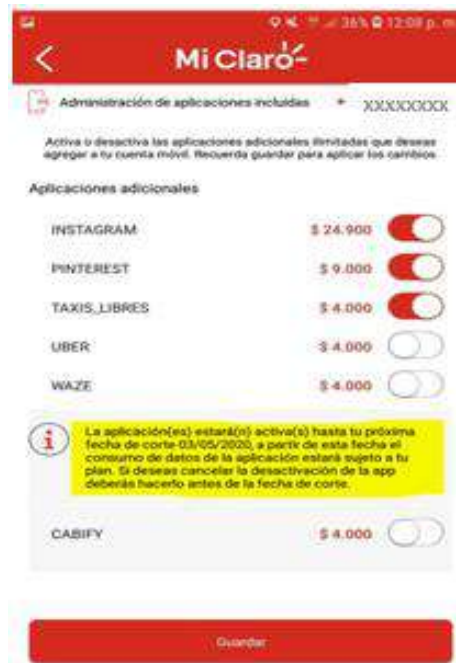 36% 12:09 p. m
Mi Claro
Administración de aplicaciones incluidas XXXXXXXX
Activa o desactiva las aplicaciones adicionales ilimitadas que deseas
agregar a tu cuenta móvil. Recuerda guardar para aplicar los cambios.
Aplicaciones adicionales
INSTAGRAM $ 24.900
PINTEREST $ 9.000
TAXIS_LIBRES $ 4.000
UBER $ 4.000
WAZE $ 4.000
i La aplicación(es) estará(n) activa(s) hasta tu próxima
fecha de corte 03/05/2020, a partir de esta fecha el
consumo de datos de la aplicación estará sujeto a tu
plan. Si deseas cancelar la desactivación de la app
deberás hacerlo antes de la fecha de corte.
CABIFY $ 4.000
Guardar